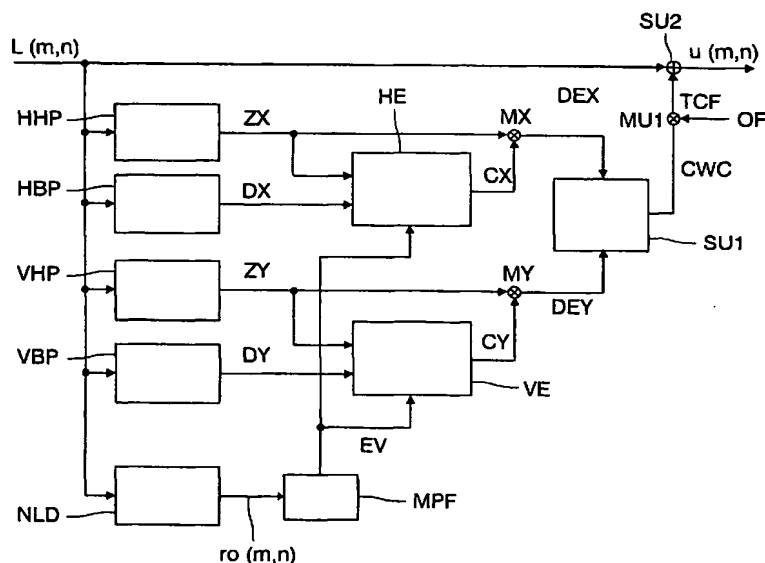 SU2
L (m,n)
u (m,n)
HE
DEX
TCF
HHP
ZX
MX
MU1
OF
CX
CWC
HBP
DX
SU1
VHP
ZY
MY
DEY
CY
VBP
DY
VE
EV
MPF
NLD
ro (m,n)